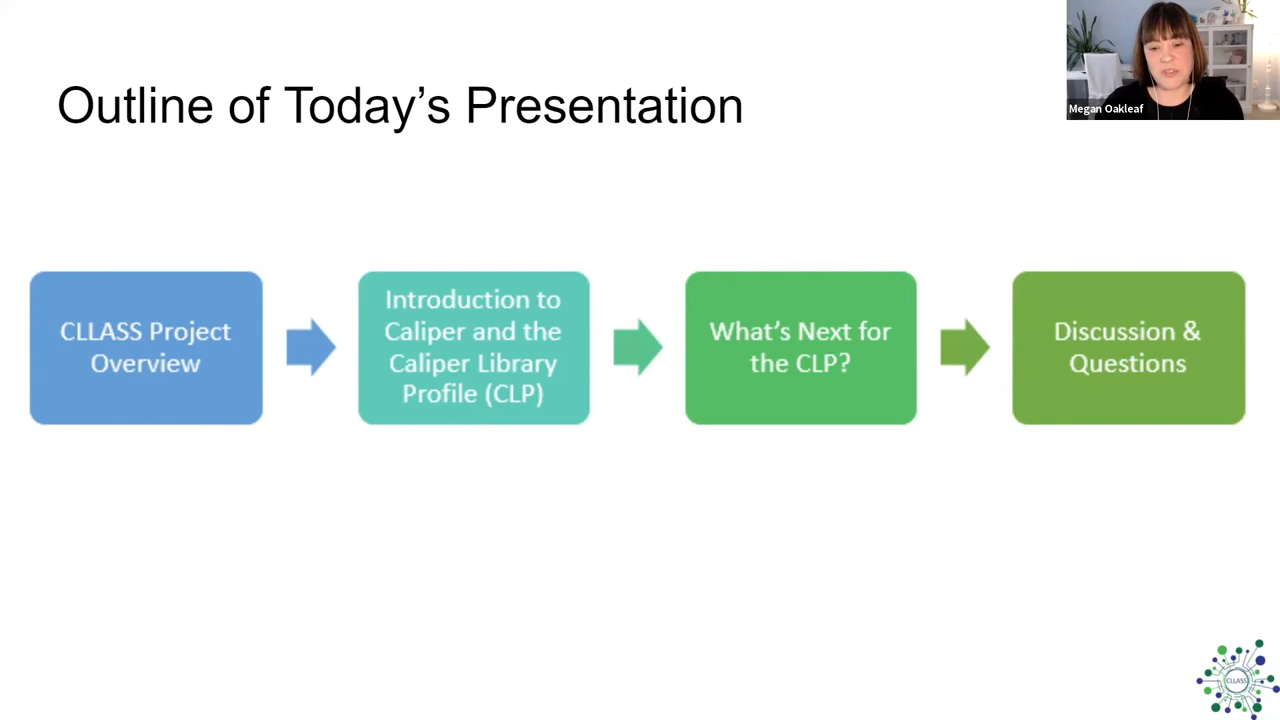 Outline of Today's Presentation
Megan Oakleaf
CLLASS Project
Overview
Introduction to
Caliper and the
Caliper Library
Profile (CLP)
What's Next for
the CLP?
Discussion &
Questions
CLLASS